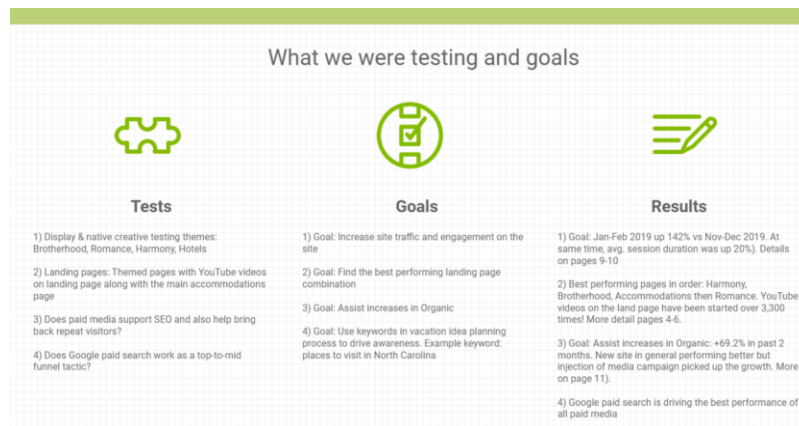 What we were testing and goals
Tests
1) Display & native creative testing themes:
Brotherhood, Romance, Harmony, Hotels
2) Landing pages: Themed pages with YouTube videos
on landing page along with the main accommodations
page
3) Does paid media support SEO and also help bring
back repeat visitors?
4) Does Google paid search work as a top-to-mid
funnel tactic?
Goals
1) Goal: Increase site traffic and engagement on the
site
2) Goal: Find the best performing landing page
combination
3) Goal: Assist increases in Organic
4) Goal: Use keywords in vacation idea planning
process to drive awareness. Example keyword:
places to visit in North Carolina
Results
1) Goal: Jan-Feb 2019 up 142% vs Nov-Dec 2019. At
same time, avg. session duration was up 20%). Details
on pages 9-10
2) Best performing pages in order: Harmony,
Brotherhood, Accommodations then Romance. YouTube
videos on the land page have been started over 3,300
times! More detail pages 4-6.
3) Goal: Assist increases in Organic: +69.2% in past 2
months. New site in general performing better but
injection of media campaign picked up the growth. More
on page 11).
4) Google paid search is driving the best performance of
all paid media